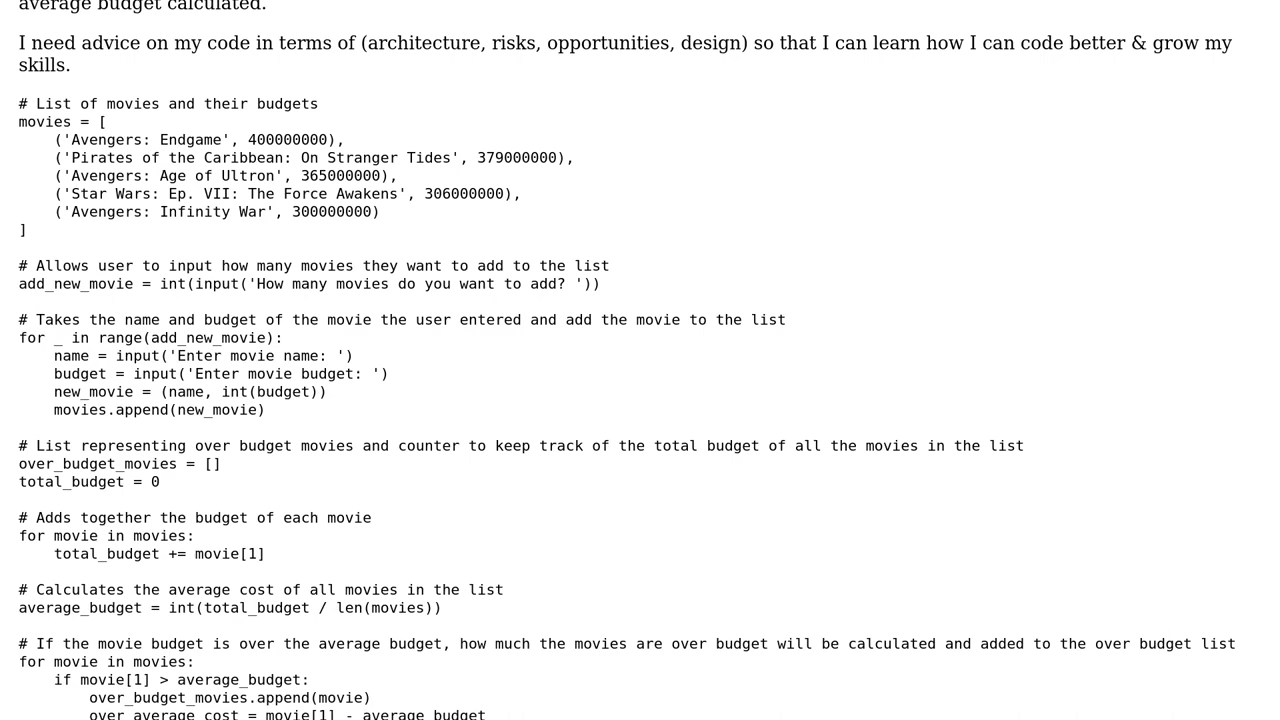 average budget calculated.
I need advice on my code in terms of (architecture, risks, opportunities, design) so that I can learn how I can code better & grow my
skills.
# List of movies and their budgets
movies = [
    ('Avengers: Endgame', 400000000),
    ('Pirates of the Caribbean: On Stranger Tides', 379000000),
    ('Avengers: Age of Ultron', 365000000),
    ('Star Wars: Ep. VII: The Force Awakens', 306000000),
    ('Avengers: Infinity War', 300000000)
]
# Allows user to input how many movies they want to add to the list
add_new_movie = int(input('How many movies do you want to add? '))
# Takes the name and budget of the movie the user entered and add the movie to the list
for _ in range(add_new_movie):
    name = input('Enter movie name: ')
    budget = input('Enter movie budget: ')
    new_movie = (name, int(budget))
    movies.append(new_movie)
# List representing over budget movies and counter to keep track of the total budget of all the movies in the list
over_budget_movies = []
total_budget = 0
# Adds together the budget of each movie
for movie in movies:
    total_budget += movie[1]
# Calculates the average cost of all movies in the list
average_budget = int(total_budget / len(movies))
# If the movie budget is over the average budget, how much the movies are over budget will be calculated and added to the over budget list
for movie in movies:
    if movie[1] > average_budget:
        over_budget_movies.append(movie)
        over_average_cost = movie[1] - average_budget